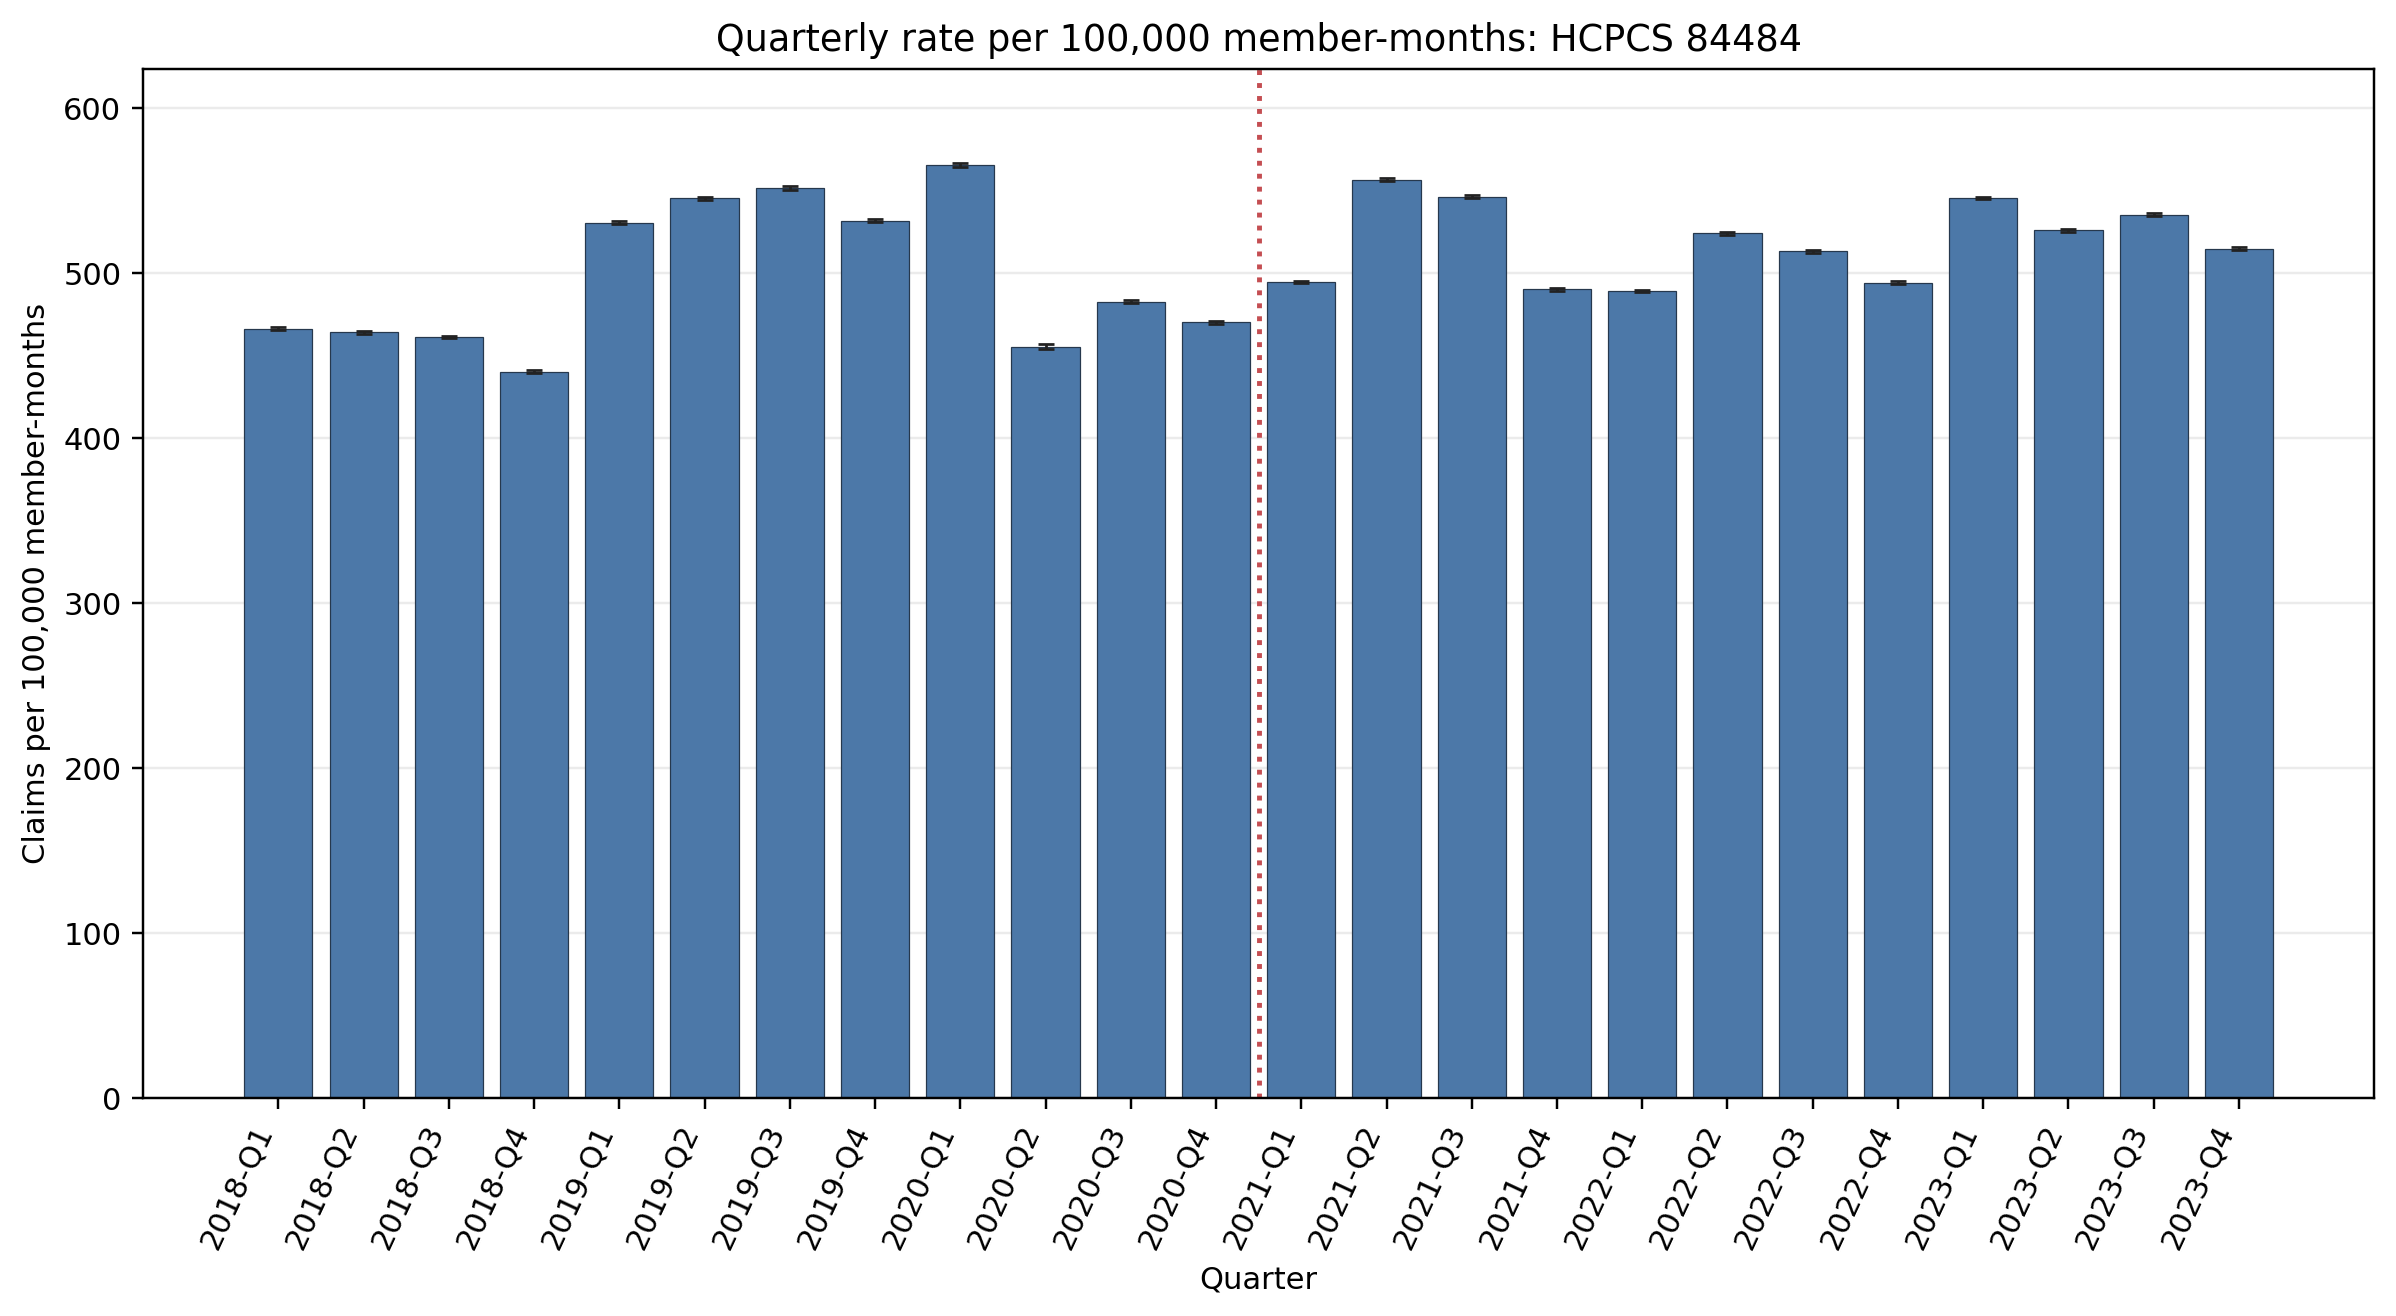 Quarterly rate per 100,000 member-months: HCPCS 84484
Claims per 100,000 member-months
600
500
400
300
200
100
0
2018-Q1
2018-Q2
2018-Q3
2018-Q4
2019-Q1
2019-Q2
2019-Q3
2019-Q4
2020-Q1
2020-Q2
2020-Q3
2020-Q4
2021-Q1
2021-Q2
2021-Q3
2021-Q4
2022-Q1
2022-Q2
2022-Q3
2022-Q4
2023-Q1
2023-Q2
2023-Q3
2023-Q4
Quarter